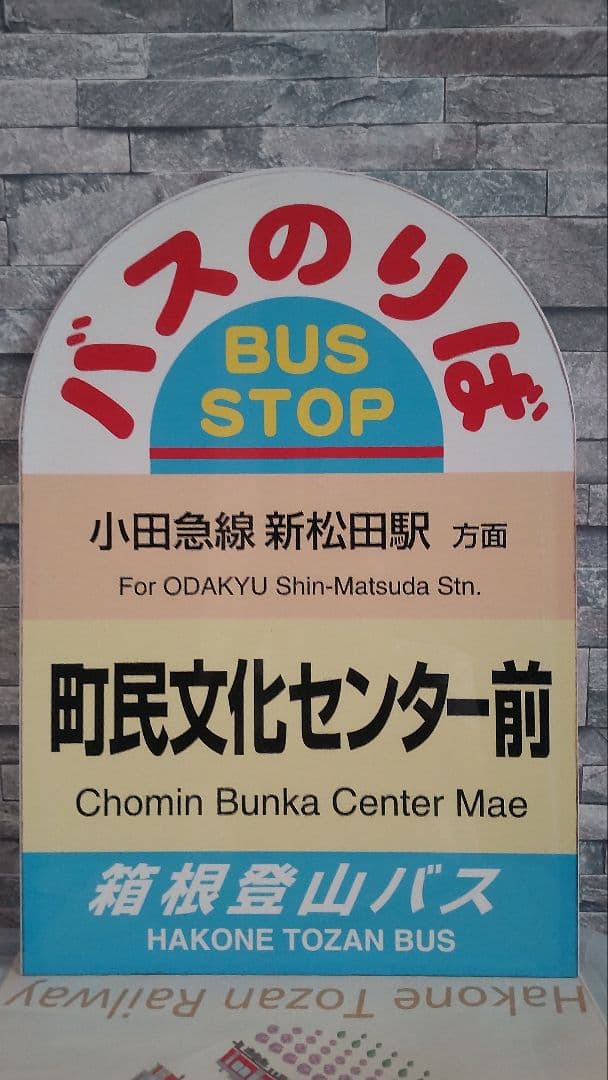 バスのりば
BUS
STOP
小田急線 新松田駅 方面
For ODAKYU Shin-Matsuda Stn.
町民文化センター前
Chomin Bunka Center Mae
箱根登山バス
HAKONE TOZAN BUS
Hakone Tozan Railway